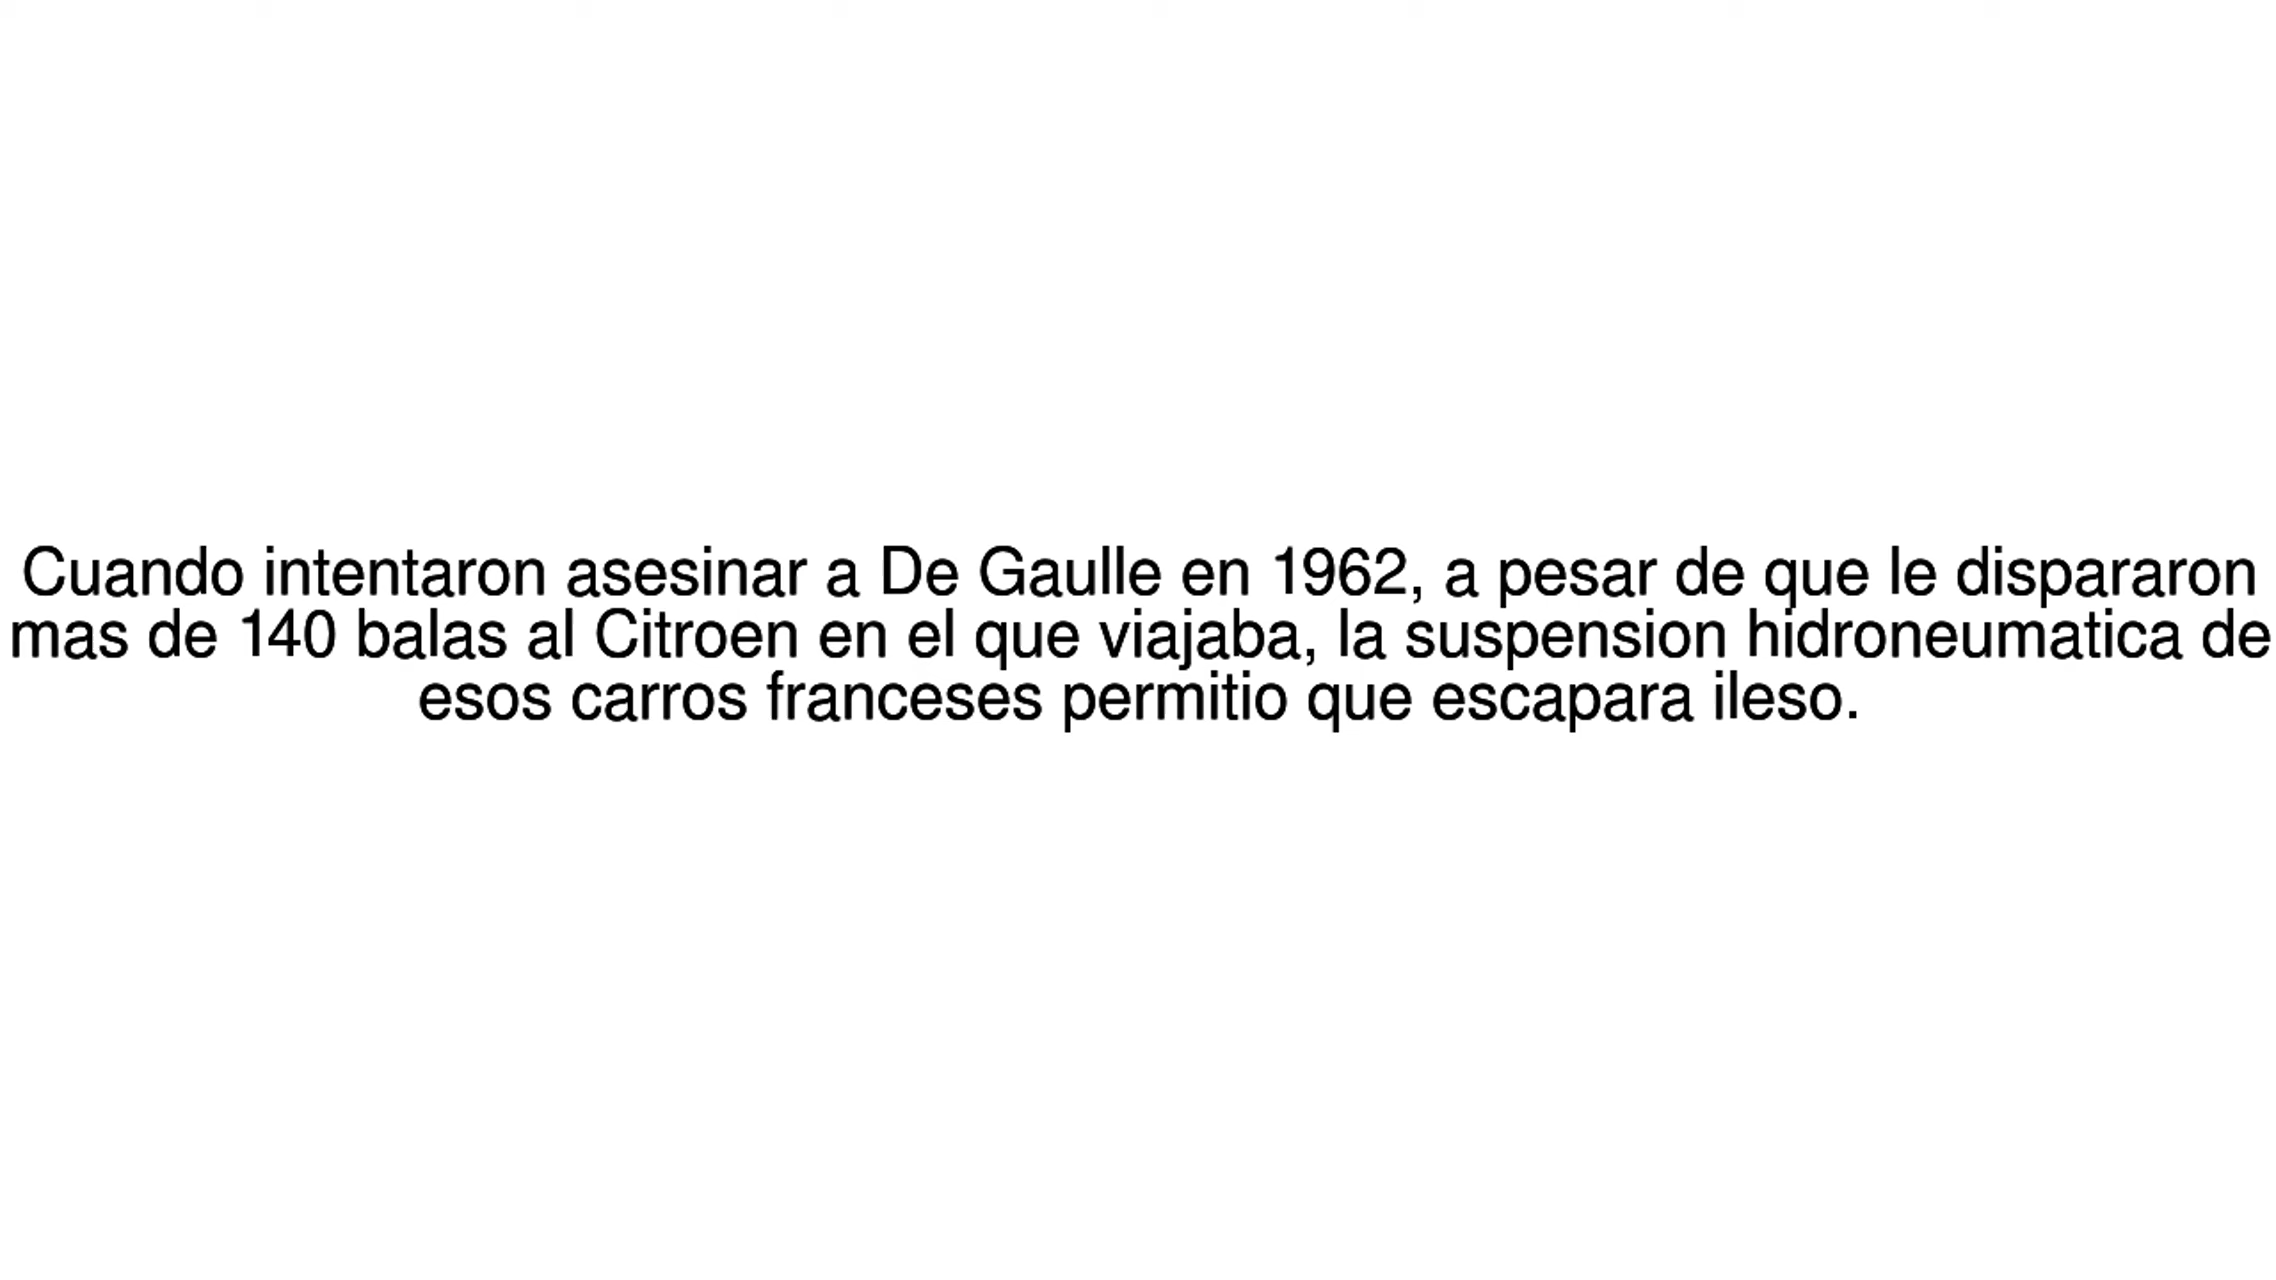 Cuando intentaron asesinar a De Gaulle en 1962, a pesar de que le dispararon
mas de 140 balas al Citroen en el que viajaba, la suspension hidroneumatica de
esos carros franceses permitio que escapara ileso.